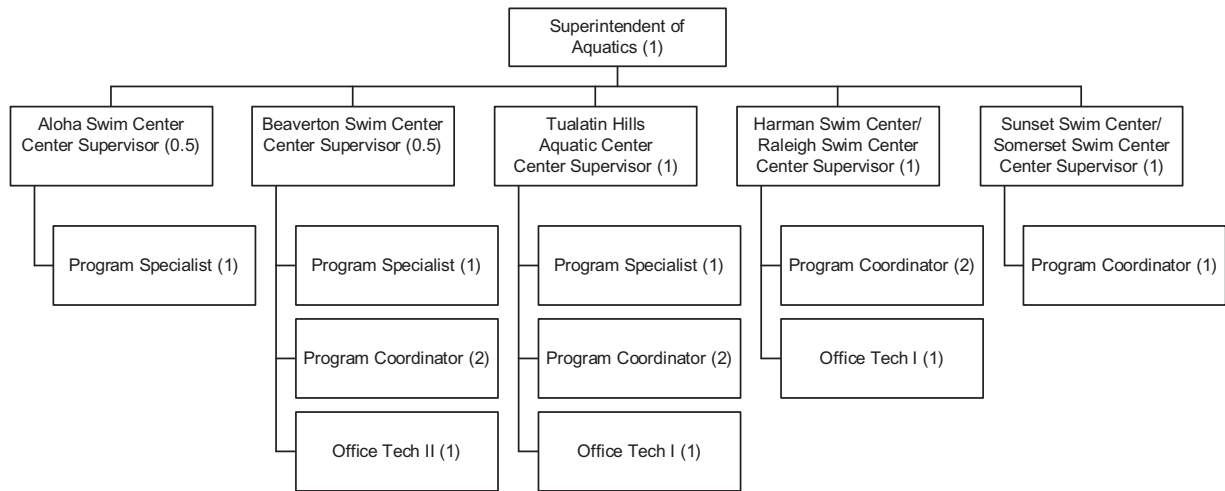 Superintendent of
Aquatics (1)
Aloha Swim Center
Center Supervisor (0.5)
Beaverton Swim Center
Center Supervisor (0.5)
Tualatin Hills
Aquatic Center
Center Supervisor (1)
Harman Swim Center/
Raleigh Swim Center
Center Supervisor (1)
Sunset Swim Center/
Somerset Swim Center
Center Supervisor (1)
Program Specialist (1)
Program Specialist (1)
Program Specialist (1)
Program Coordinator (2)
Program Coordinator (1)
Program Coordinator (2)
Program Coordinator (2)
Office Tech I (1)
Office Tech II (1)
Office Tech I (1)